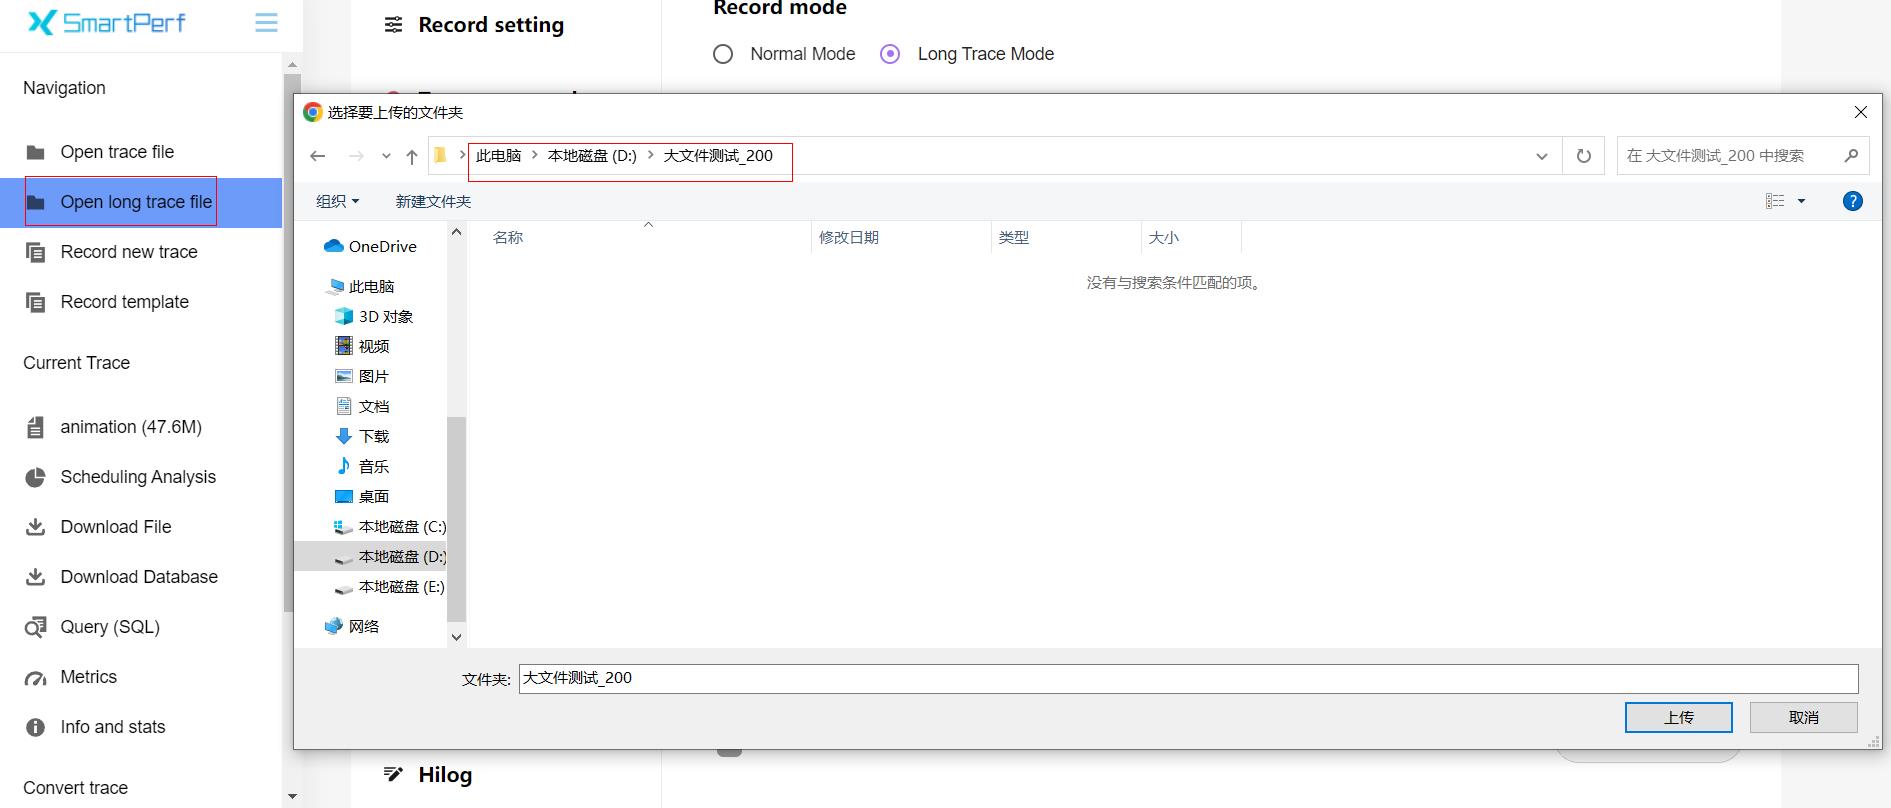 SmartPerf
Navigation
Open trace file
Open long trace file
Record new trace
Record template
Current Trace
animation (47.6M)
Scheduling Analysis
Download File
Download Database
Query (SQL)
Metrics
Info and stats
Convert trace
Record setting
Hilog
Record mode
Normal Mode
Long Trace Mode
选择要上传的文件夹
此电脑 > 本地磁盘 (D:) > 大文件测试_200
在 大文件测试_200 中搜索
组织
新建文件夹
名称
修改日期
类型
大小
没有与搜索条件匹配的项。
OneDrive
此电脑
3D 对象
视频
图片
文档
下载
音乐
桌面
本地磁盘 (C:)
本地磁盘 (D:)
本地磁盘 (E:)
网络
文件夹:
大文件测试_200
上传
取消